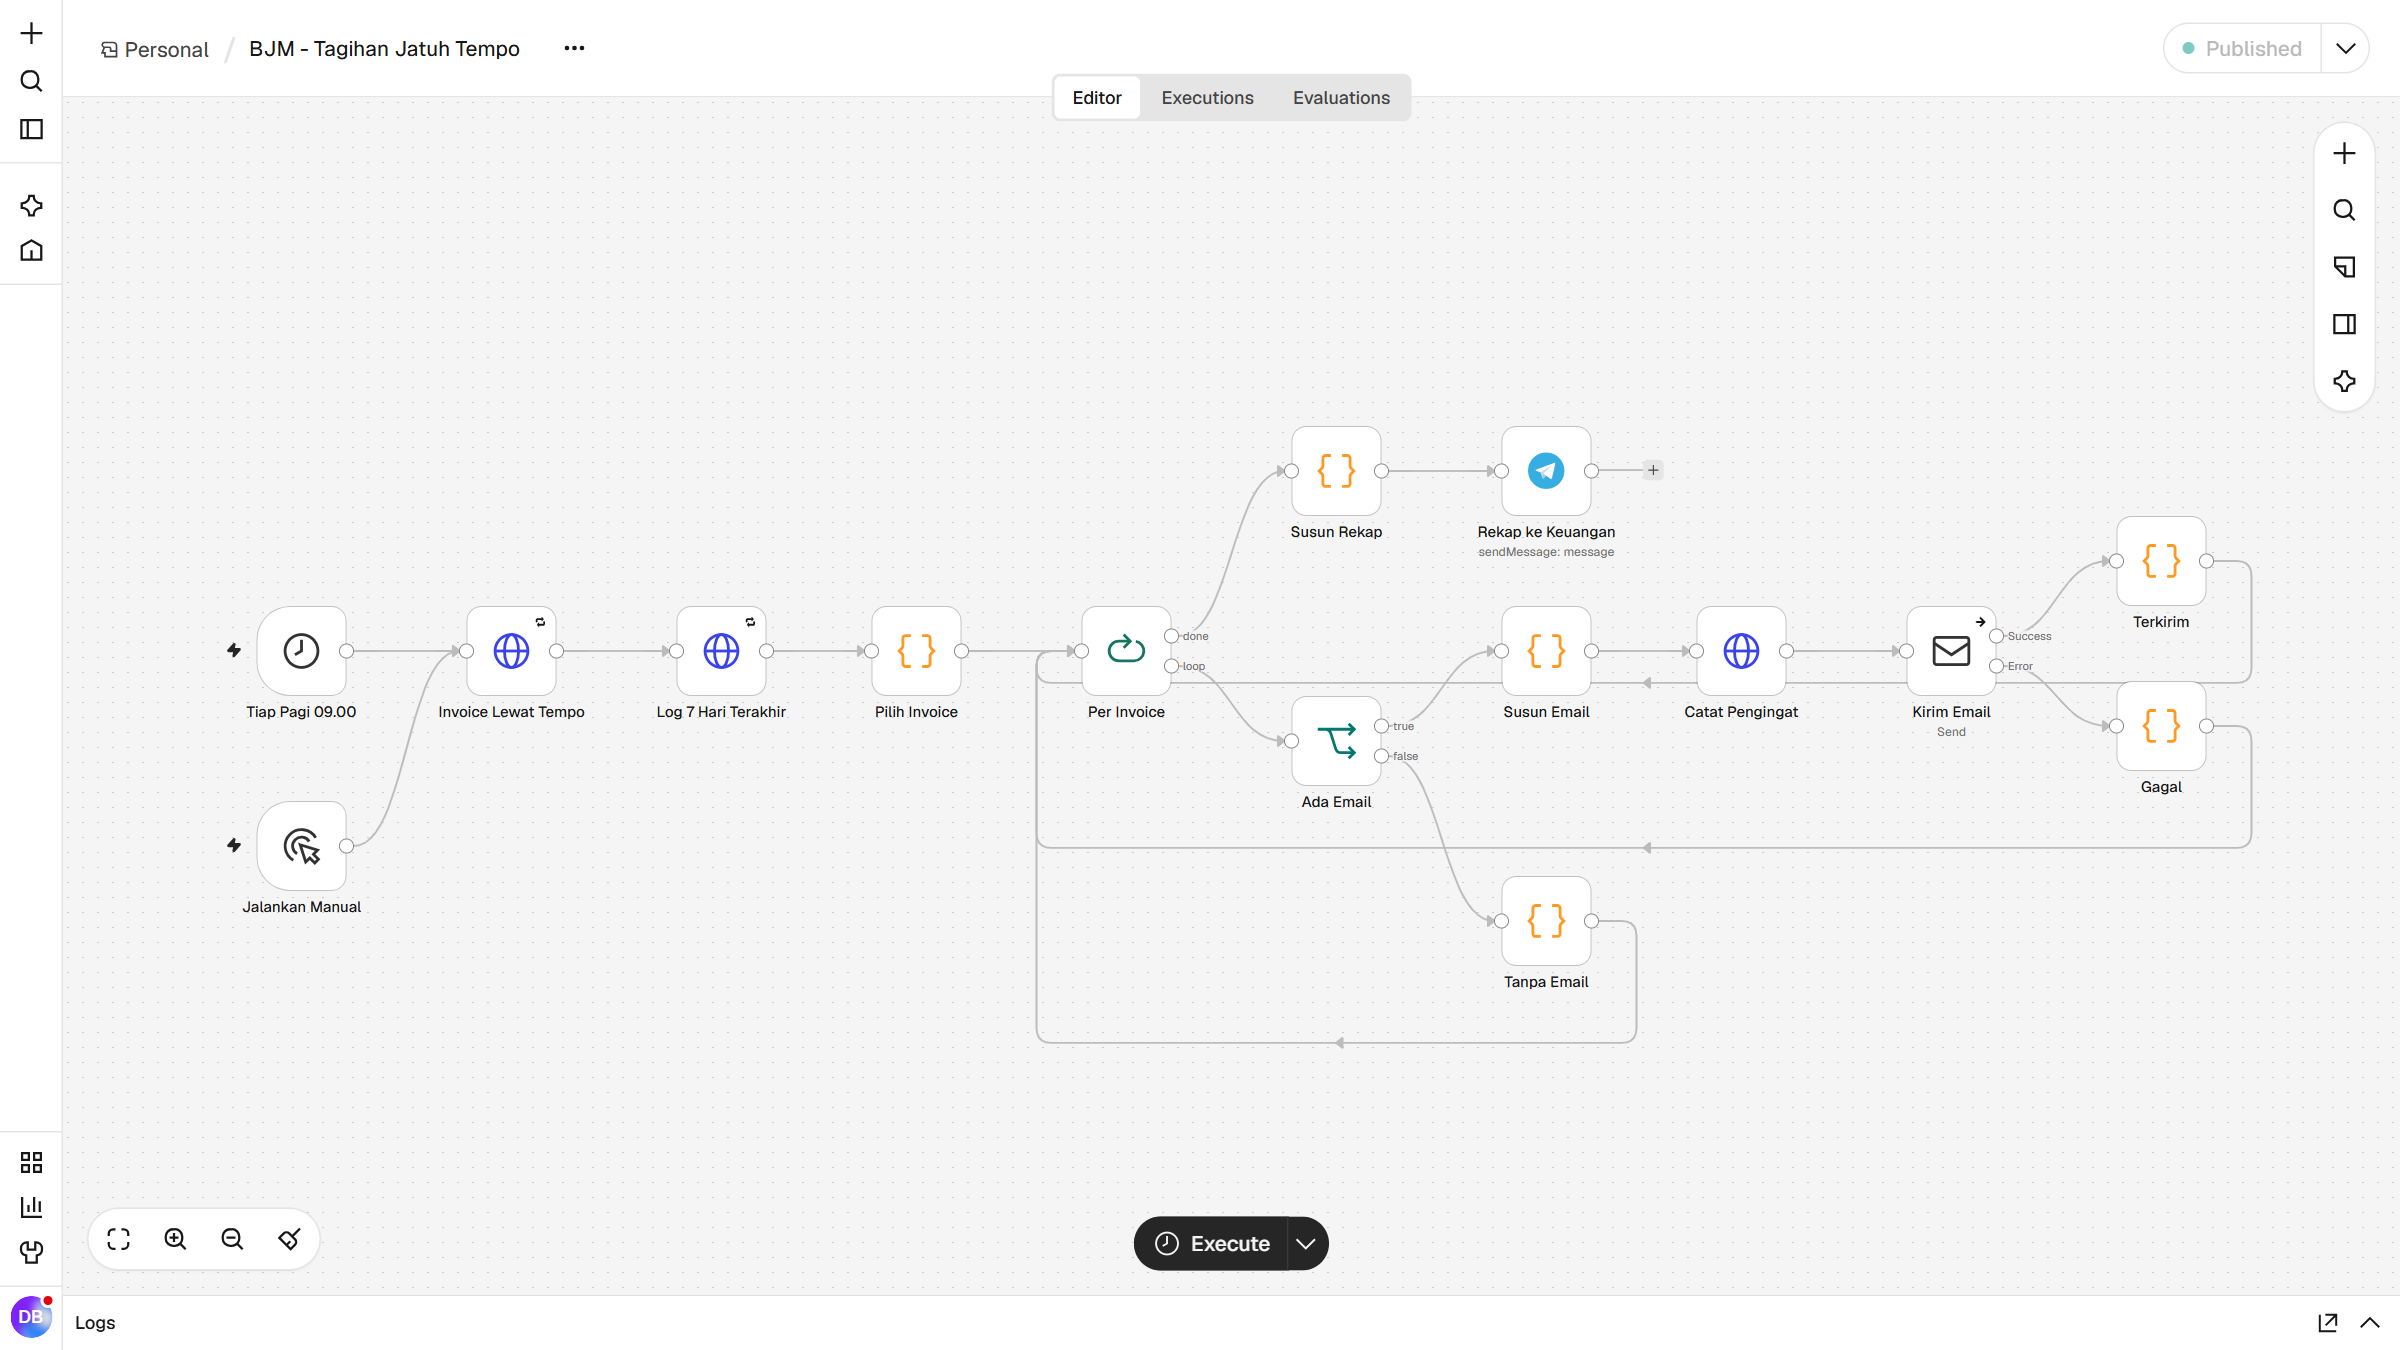 Personal / BJM - Tagihan Jatuh Tempo
Published
Editor
Executions
Evaluations
Susun Rekap
Rekap ke Keuangan
sendMessage: message
Terkirim
done
loop
Success
Error
Tiap Pagi 09.00
Invoice Lewat Tempo
Log 7 Hari Terakhir
Pilih Invoice
Per Invoice
Susun Email
Catat Pengingat
Kirim Email
Send
true
false
Gagal
Ada Email
Jalankan Manual
Tanpa Email
Execute
DB
Logs